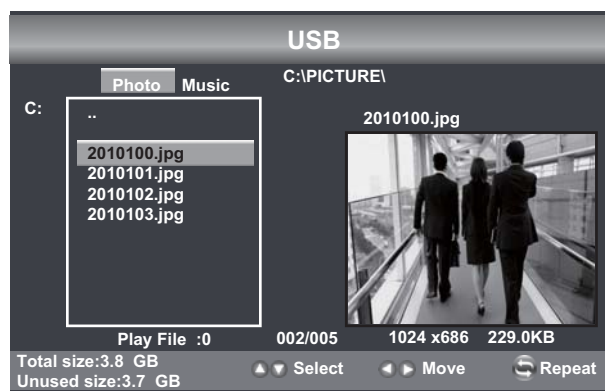 USB
Photo Music
C:\PICTURE\
C:
..
2010100.jpg
2010100.jpg
2010101.jpg
2010102.jpg
2010103.jpg
Play File :0
002/005
1024 x686
229.0KB
Total size:3.8 GB
Unused size:3.7 GB
Select
Move
Repeat